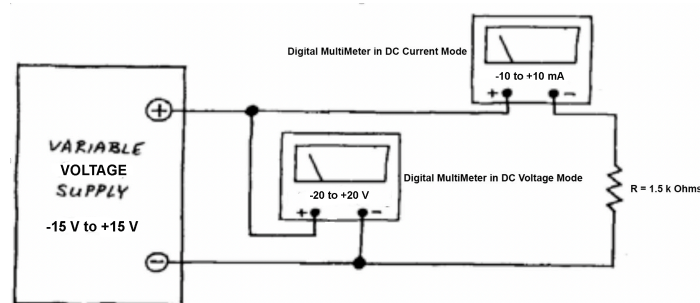 Digital MultiMeter in DC Current Mode
-10 to +10 mA
+ -
+
VARIABLE
VOLTAGE
SUPPLY
-15 V to +15 V
Digital MultiMeter in DC Voltage Mode
-20 to +20 V
+ -
R = 1.5 k Ohms
-